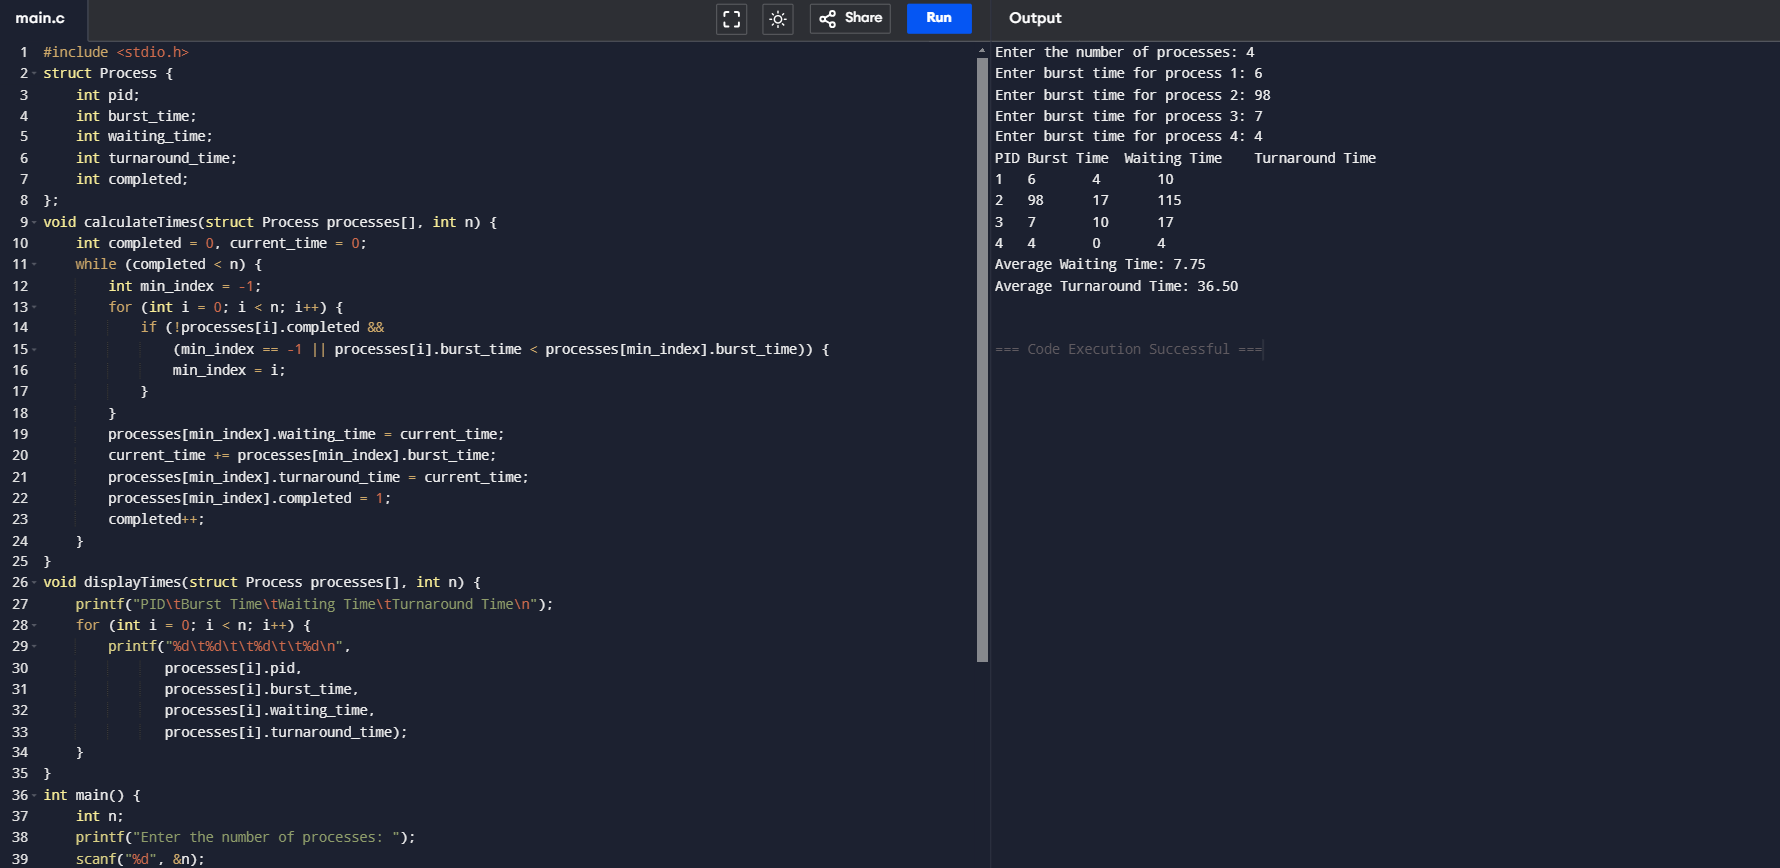 main.c
Share
Run
Output
1 #include <stdio.h>
2 struct Process {
3     int pid;
4     int burst_time;
5     int waiting_time;
6     int turnaround_time;
7     int completed;
8 };
9 void calculateTimes(struct Process processes[], int n) {
10     int completed = 0, current_time = 0;
11     while (completed < n) {
12         int min_index = -1;
13         for (int i = 0; i < n; i++) {
14             if (!processes[i].completed &&
15                 (min_index == -1 || processes[i].burst_time < processes[min_index].burst_time)) {
16                 min_index = i;
17             }
18         }
19         processes[min_index].waiting_time = current_time;
20         current_time += processes[min_index].burst_time;
21         processes[min_index].turnaround_time = current_time;
22         processes[min_index].completed = 1;
23         completed++;
24     }
25 }
26 void displayTimes(struct Process processes[], int n) {
27     printf("PID\tBurst Time\tWaiting Time\tTurnaround Time\n");
28     for (int i = 0; i < n; i++) {
29         printf("%d\t%d\t\t%d\t\t%d\n",
30                processes[i].pid,
31                processes[i].burst_time,
32                processes[i].waiting_time,
33                processes[i].turnaround_time);
34     }
35 }
36 int main() {
37     int n;
38     printf("Enter the number of processes: ");
39     scanf("%d", &n);
Enter the number of processes: 4
Enter burst time for process 1: 6
Enter burst time for process 2: 98
Enter burst time for process 3: 7
Enter burst time for process 4: 4
PID Burst Time  Waiting Time    Turnaround Time
1   6       4       10
2   98      17      115
3   7       10      17
4   4       0       4
Average Waiting Time: 7.75
Average Turnaround Time: 36.50
=== Code Execution Successful ===